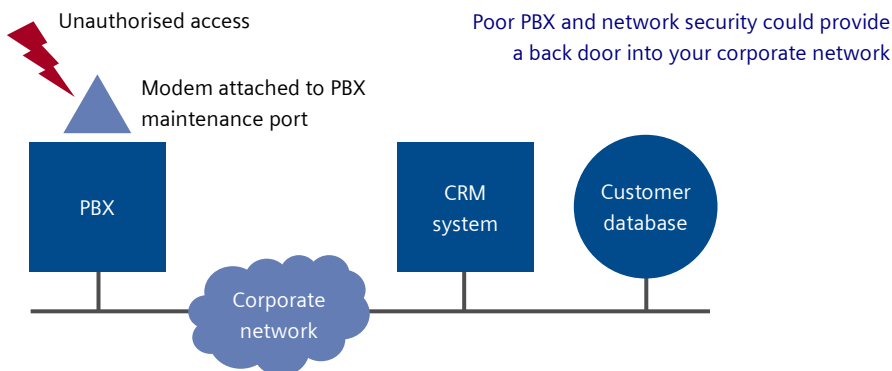 Unauthorised access
Poor PBX and network security could provide
a back door into your corporate network
Modem attached to PBX
maintenance port
PBX
CRM
system
Customer
database
Corporate
network